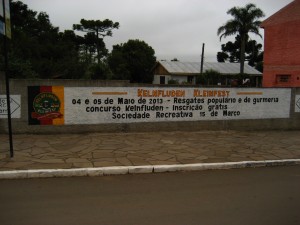 KELNFLUDEN KLEINFEST
04 e 05 de Maio de 2013 - Resgates populário e de gurmeria
concurso Kelnfluden - Inscrição grátis
Sociedade Recreativa 15 de Março